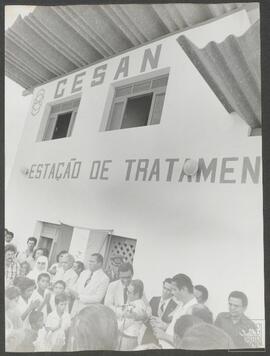 CESAN
ESTAÇÃO DE TRATAMEN